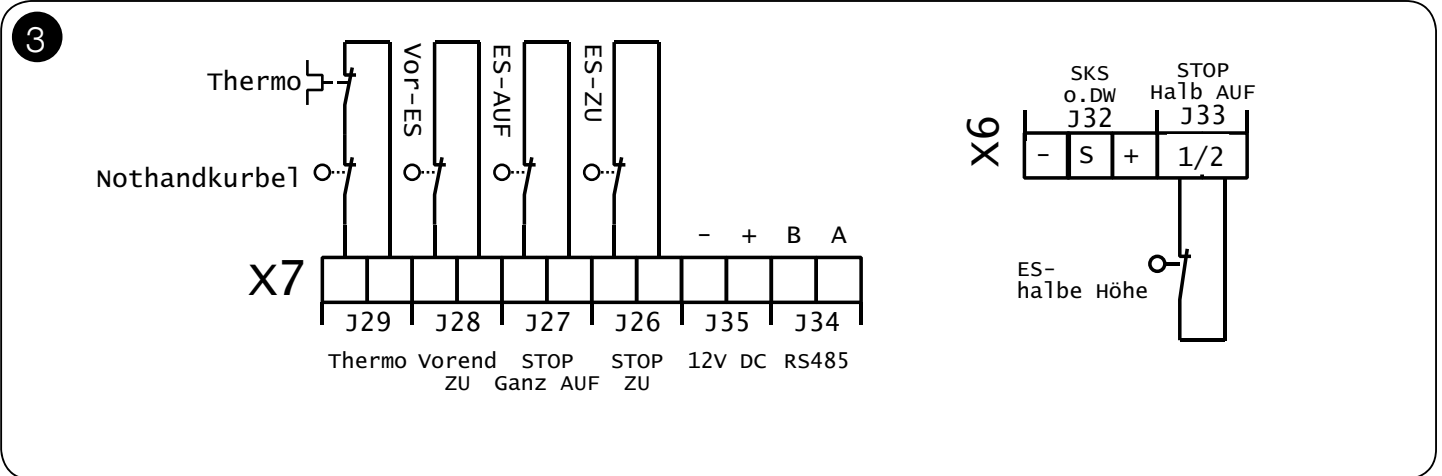 3
Thermo
Nothandkurbel
Vor-ES
ES-AUF
ES-ZU
- + B A
X7
J29 J28 J27 J26 J35 J34
Thermo Vorend STOP STOP 12V DC RS485
ZU Ganz AUF ZU
SKS STOP
o.DW Halb AUF
J32 J33
X6
- S + 1/2
ES-
halbe Höhe